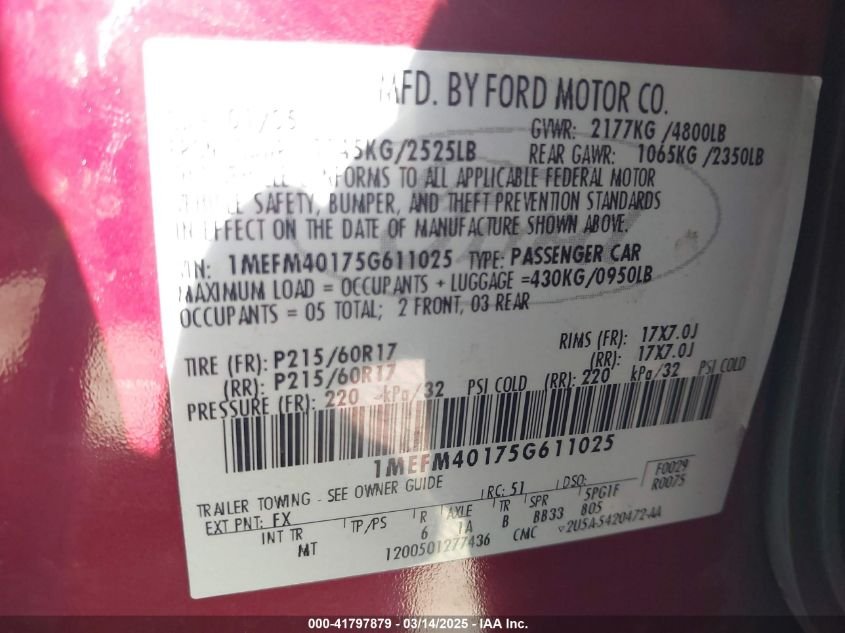 MFD. BY FORD MOTOR CO.
GVWR: 2177KG /4800LB
45KG/2525LB REAR GAWR: 1065KG /2350LB
FORMS TO ALL APPLICABLE FEDERAL MOTOR
SAFETY, BUMPER, AND THEFT PREVENTION STANDARDS
IN EFFECT ON THE DATE OF MANUFACTURE SHOWN ABOVE.
VIN: 1MEFM40175G611025 TYPE: PASSENGER CAR
MAXIMUM LOAD = OCCUPANTS + LUGGAGE =430KG/0950LB
OCCUPANTS = 05 TOTAL; 2 FRONT, 03 REAR
TIRE (FR): P215/60R17 RIMS (FR): 17X7.0J
(RR): P215/60R17 (RR): 17X7.0J
PRESSURE (FR): 220 kPa/32 PSI COLD (RR): 220 kPa/32 PSI COLD
1MEFM40175G611025
TRAILER TOWING - SEE OWNER GUIDE RC: 51 DSO: F0029
EXT PNT: FX R0075
INT TR TP/PS R AXLE TR SPR SPG1F
MT 6 1A B BB33 805
1200501277436 CMC 2U5A-5420472-AA
000-41797879 - 03/14/2025 - IAA Inc.